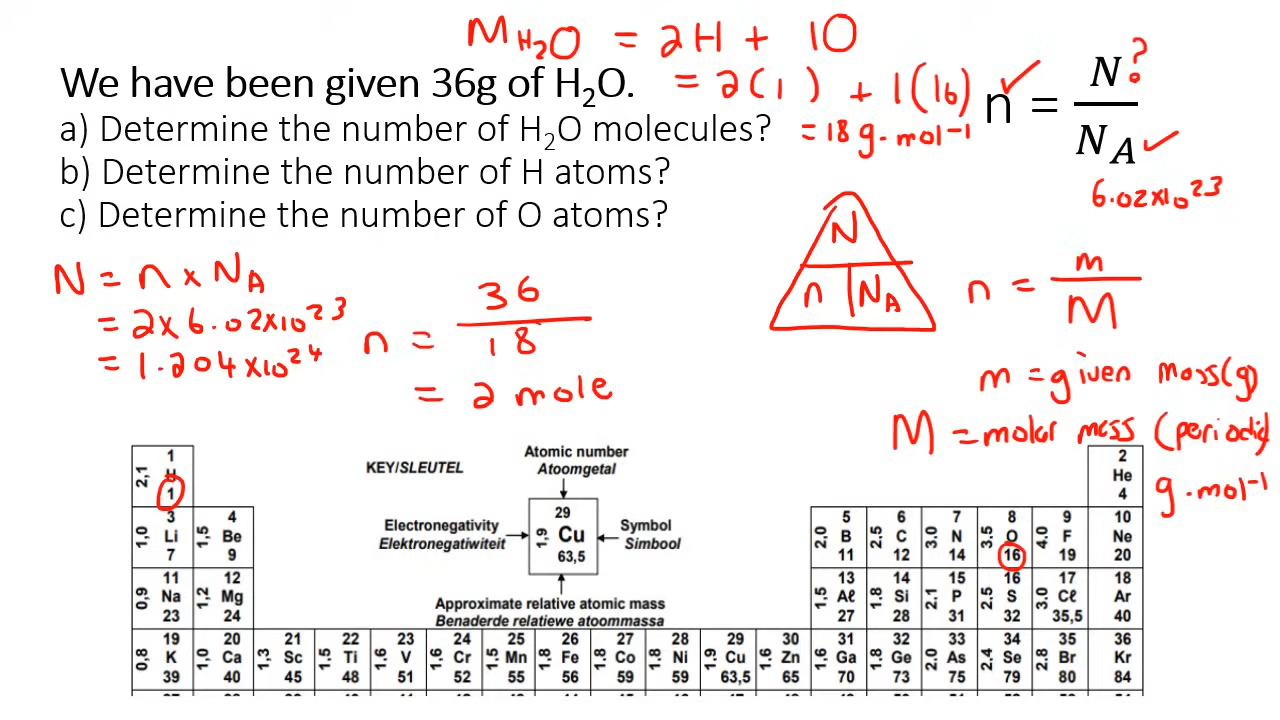 M H₂O = 2H + 1O
We have been given 36g of H₂O.
= 2(1) + 1(16)
= 18 g·mol⁻¹
a) Determine the number of H₂O molecules?
b) Determine the number of H atoms?
c) Determine the number of O atoms?
n = N? / N_A
6.02×10²³
N = n × N_A
= 2 × 6.02×10²³
= 1.204×10²⁴
n = 36 / 18
= 2 mole
N
n N_A
n = m / M
m = given mass (g)
M = molar mass (periodic)
g·mol⁻¹
KEY/SLEUTEL
Atomic number
Atoomgetal
Electronegativity
Elektronegatiwiteit
29
1,9 Cu
63,5
Symbol
Simbool
Approximate relative atomic mass
Benaderde relatiewe atoommassa
1 2
2,1 H He
1 4
3 4 5 6 7 8 9 10
1,0 Li 1,5 Be 2,0 B 2.5 C 3.0 N 3.5 O 4.0 F Ne
7 9 11 12 14 16 19 20
11 12 13 14 15 16 17 18
0,9 Na 1,2 Mg 1,5 Aℓ 1.8 Si 2.1 P 2.5 S 3.0 Cℓ Ar
23 24 27 28 31 32 35,5 40
19 20 21 22 23 24 25 26 27 28 29 30 31 32 33 34 35 36
0,8 K 1,0 Ca 1,3 Sc 1.5 Ti 1.6 V 1.6 Cr 1.5 Mn 1.8 Fe 1.8 Co 1.8 Ni 1.9 Cu 1.6 Zn 1.6 Ga 1.8 Ge 2.0 As 2.4 Se 2.8 Br Kr
39 40 45 48 51 52 55 56 59 59 63,5 65 70 73 75 79 80 84